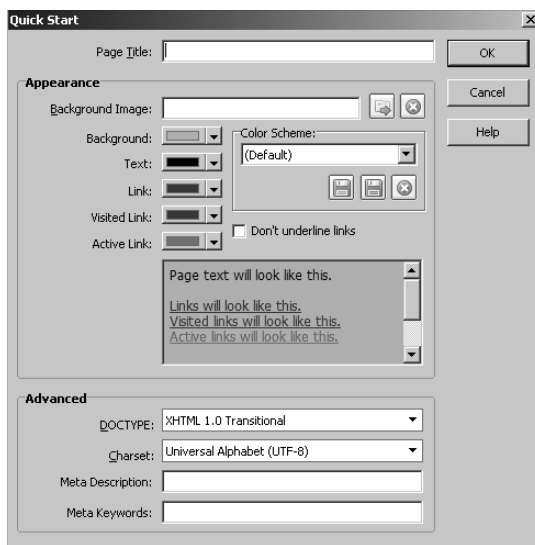 Quick Start
Page Title:
OK
Cancel
Help
Appearance
Background Image:
Background:
Text:
Link:
Visited Link:
Active Link:
Color Scheme:
(Default)
Don't underline links
Page text will look like this.
Links will look like this.
Visited links will look like this.
Active links will look like this.
Advanced
DOCTYPE: XHTML 1.0 Transitional
Charset: Universal Alphabet (UTF-8)
Meta Description:
Meta Keywords: